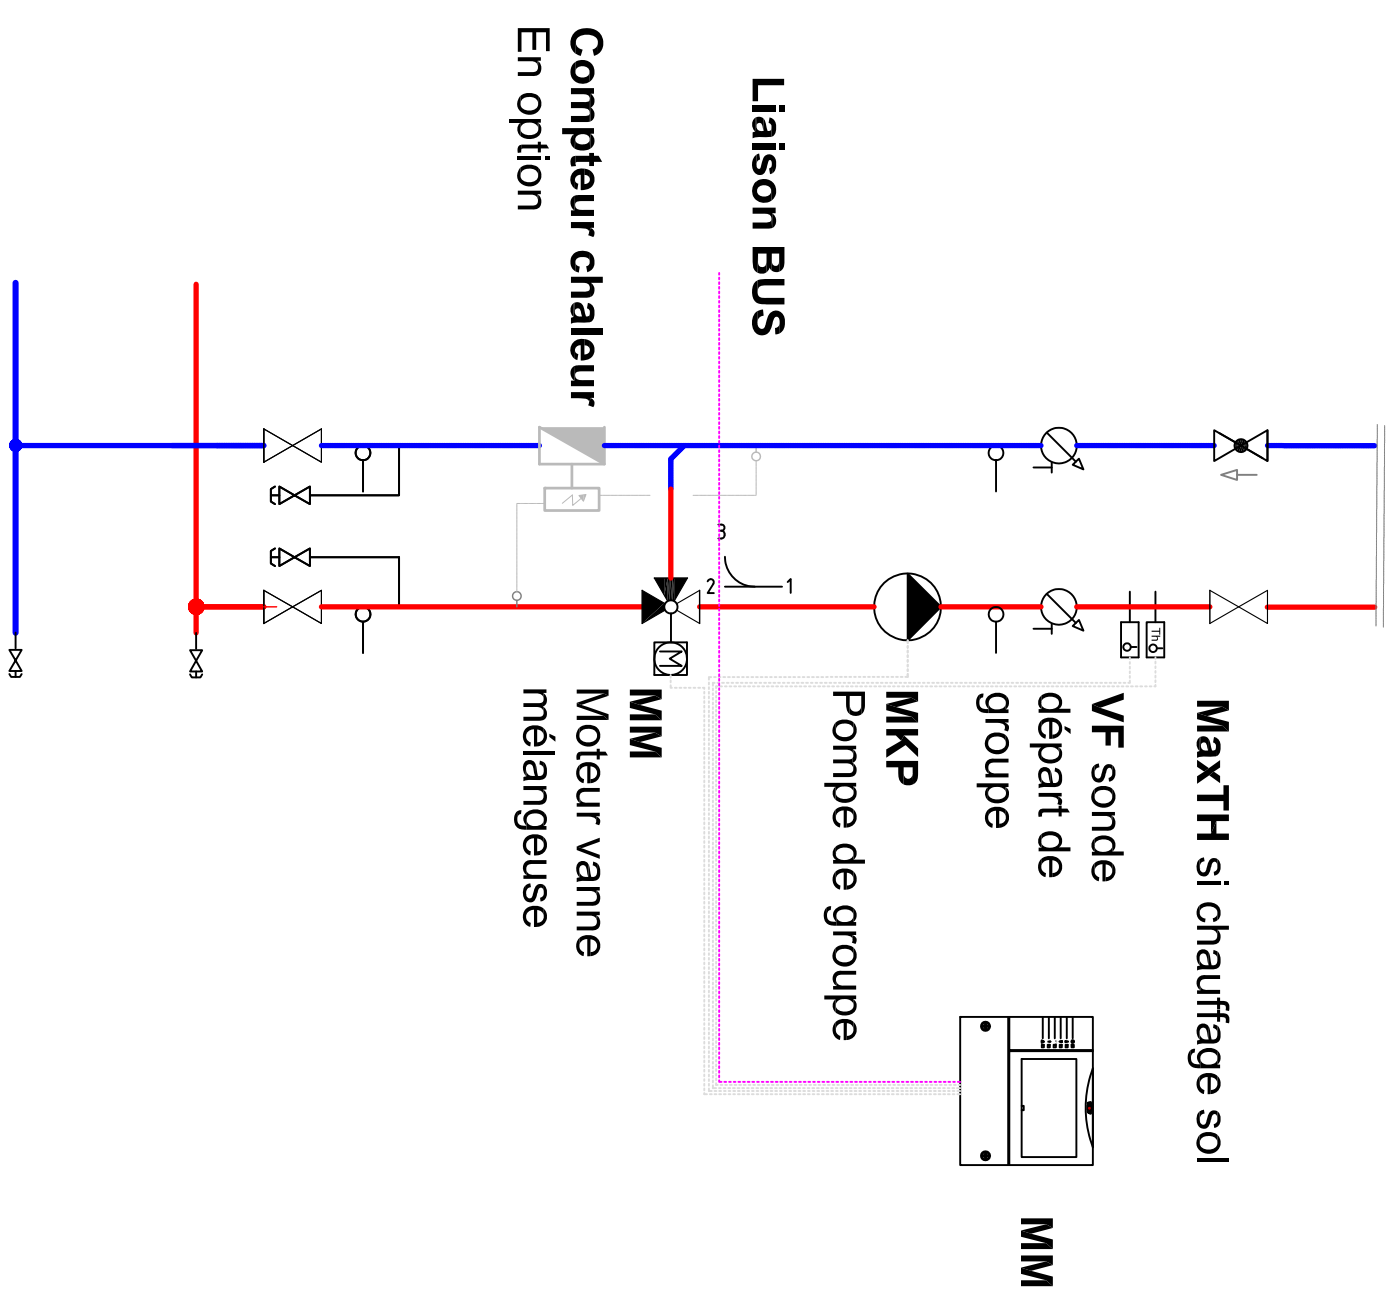 MaxTH si chauffage sol
VF sonde
départ de
groupe
MKP
Pompe de groupe
Liaison BUS
MM
Moteur vanne
mélangeuse
Compteur chaleur
En option
MM
Th
1
2
3
M